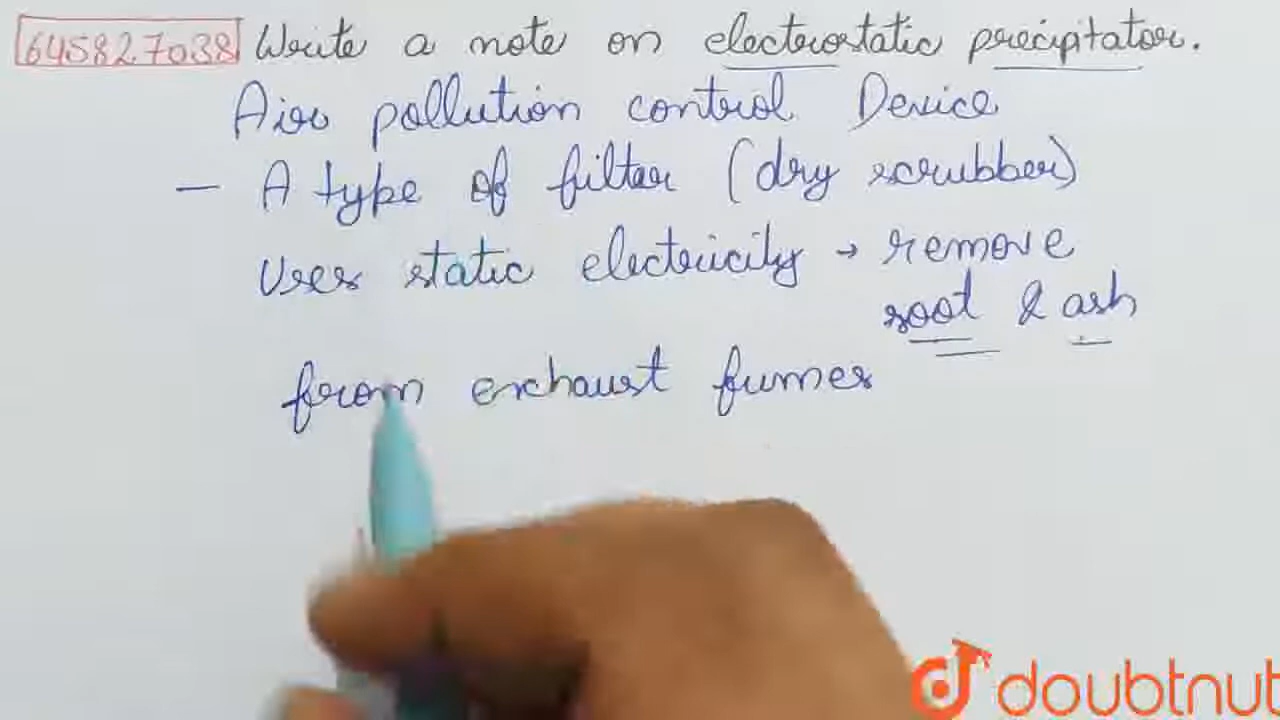 645827038 Write a note on electrostatic precipitator.
Air pollution control Device
- A type of filter (dry scrubber)
Uses static electricity → remove
soot & ash
from exhaust fumes
doubtnut